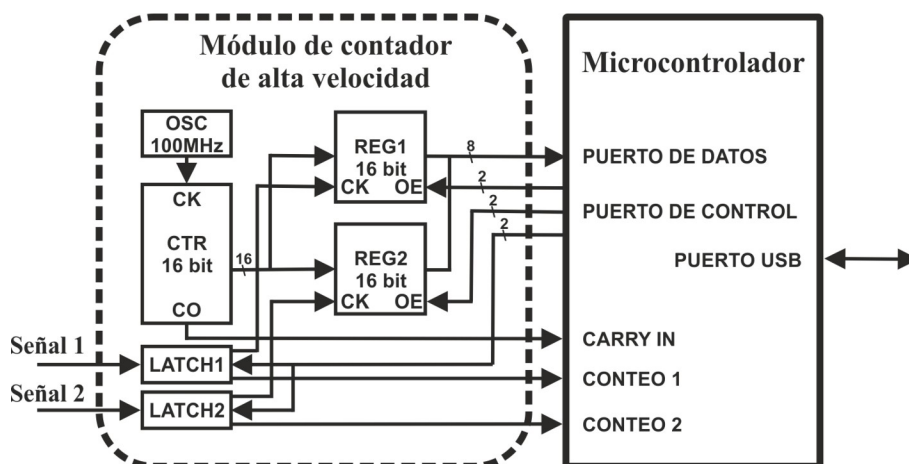 Módulo de contador
de alta velocidad
Microcontrolador
OSC
100MHz
REG1
16 bit
CK OE
8
2
PUERTO DE DATOS
CK
CTR
16 bit
CO
16
REG2
16 bit
CK OE
2
2
PUERTO DE CONTROL
PUERTO USB
CARRY IN
Señal 1
LATCH1
CONTEO 1
Señal 2
LATCH2
CONTEO 2